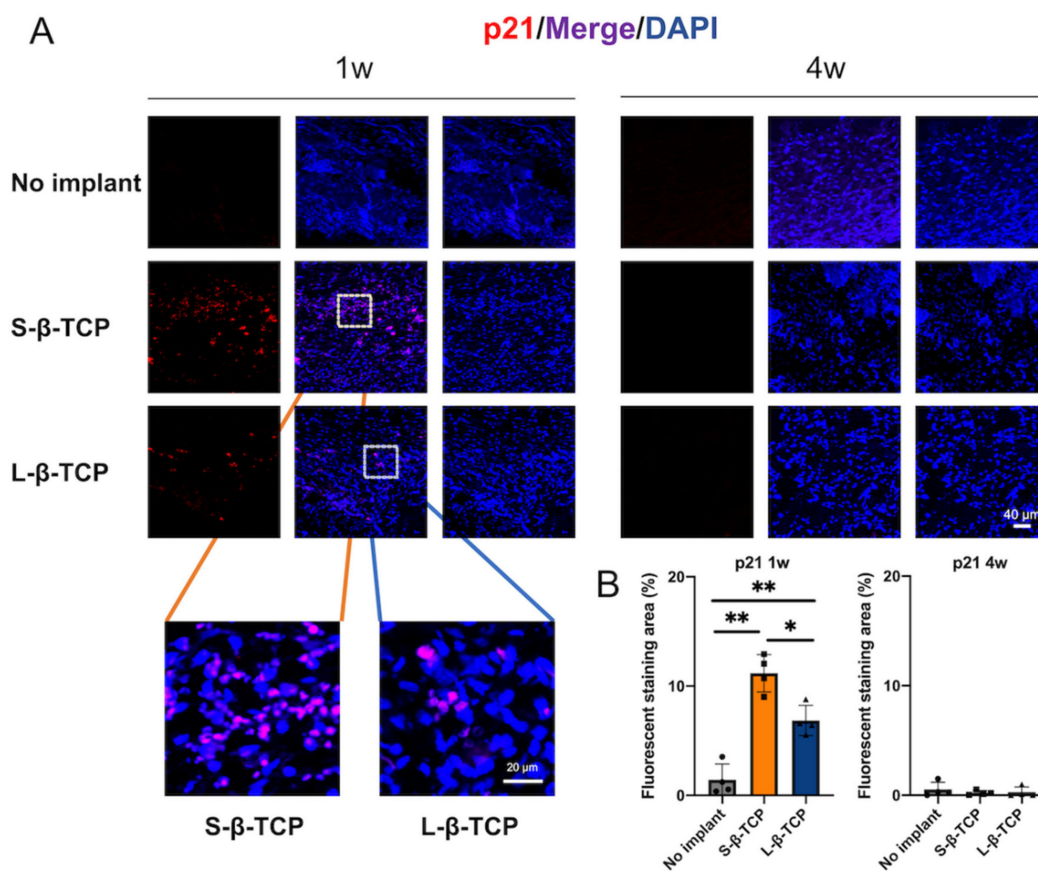 A
p21/Merge/DAPI
1w
4w
No implant
S-β-TCP
L-β-TCP
40 μm
20 μm
S-β-TCP
L-β-TCP
B
p21 1w
Fluorescent staining area (%)
20
10
0
**
**
*
No implant
S-β-TCP
L-β-TCP
p21 4w
Fluorescent staining area (%)
20
10
0
No implant
S-β-TCP
L-β-TCP